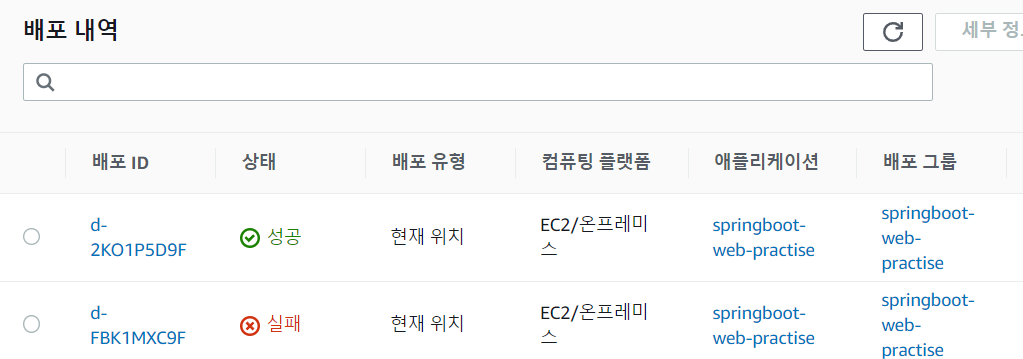 배포 내역
세부 정
배포 ID 상태 배포 유형 컴퓨팅 플랫폼 애플리케이션 배포 그룹
d-
2KO1P5D9F
성공
현재 위치
EC2/온프레미
스
springboot-
web-practise
springboot-
web-
practise
d-
FBK1MXC9F
실패
현재 위치
EC2/온프레미
스
springboot-
web-practise
springboot-
web-
practise